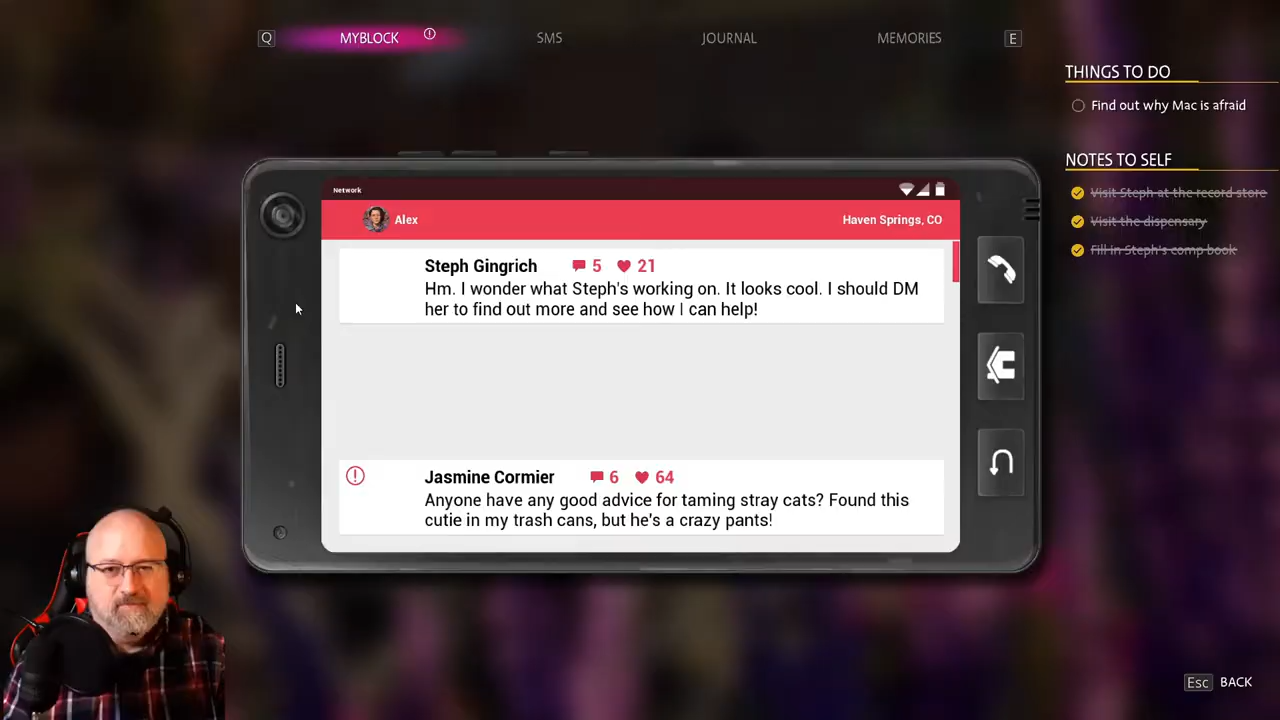 Q
MYBLOCK
SMS
JOURNAL
MEMORIES
E
THINGS TO DO
Find out why Mac is afraid
NOTES TO SELF
Visit Steph at the record store
Visit the dispensary
Fill in Steph's comp book
Network
Alex
Haven Springs, CO
Steph Gingrich 5 21
Hm. I wonder what Steph's working on. It looks cool. I should DM
her to find out more and see how I can help!
Jasmine Cormier 6 64
Anyone have any good advice for taming stray cats? Found this
cutie in my trash cans, but he's a crazy pants!
Esc BACK